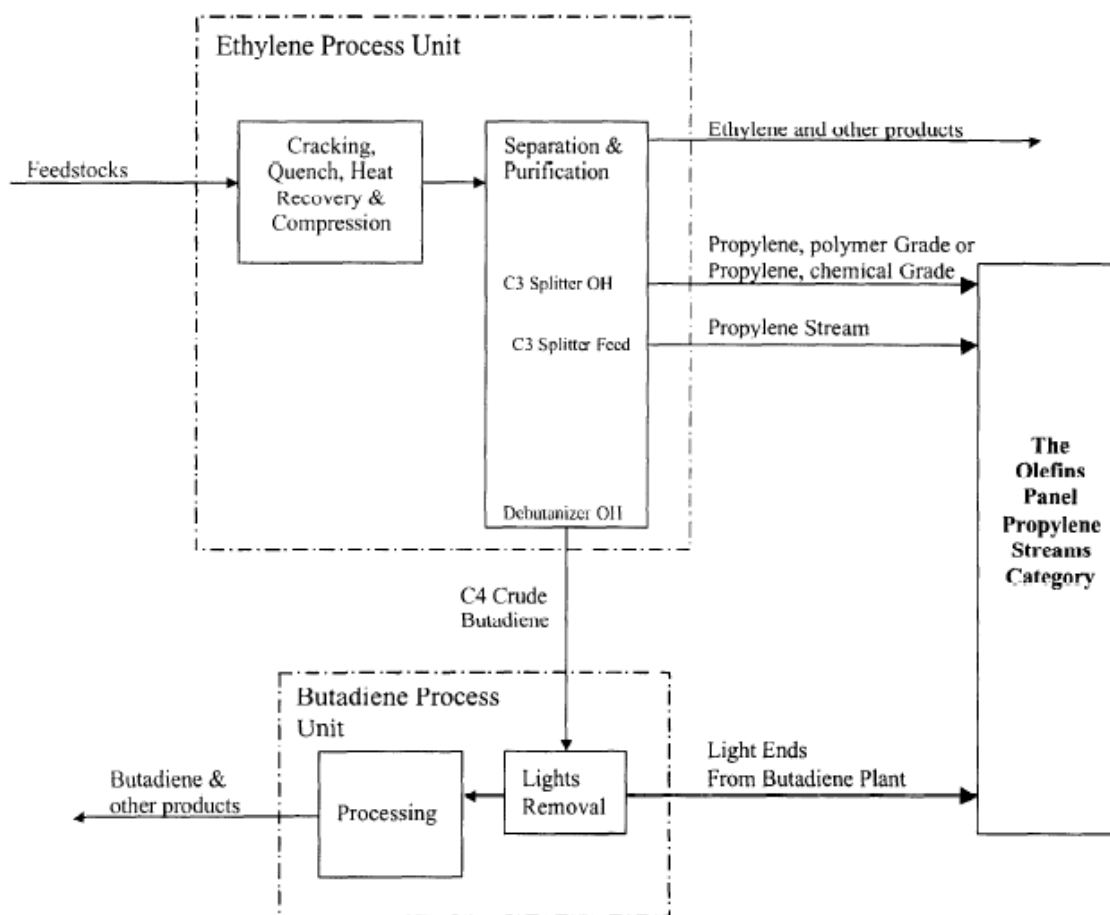 Ethylene Process Unit
Feedstocks
Cracking,
Quench, Heat
Recovery &
Compression
Separation &
Purification
C3 Splitter OH
C3 Splitter Feed
Debutanizer OH
Ethylene and other products
Propylene, polymer Grade or
Propylene, chemical Grade
Propylene Stream
The
Olefins
Panel
Propylene
Streams
Category
C4 Crude
Butadiene
Butadiene Process
Unit
Butadiene &
other products
Processing
Lights
Removal
Light Ends
From Butadiene Plant